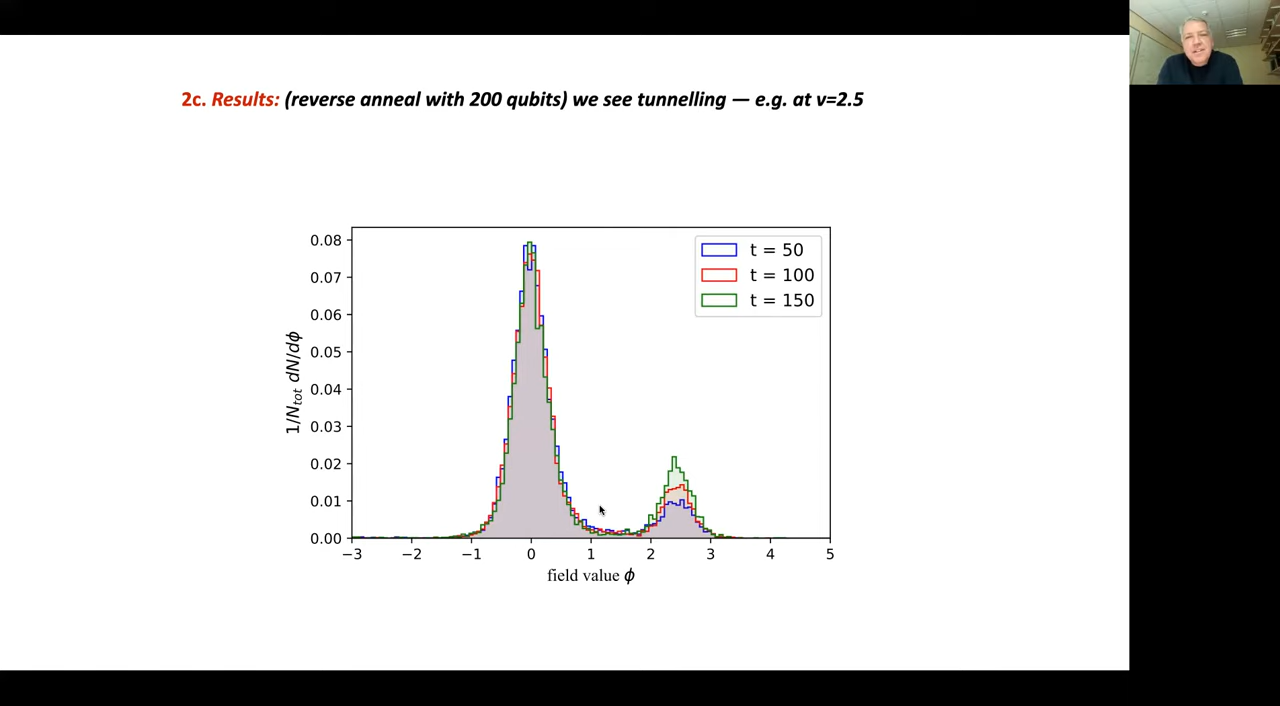 2c. Results: (reverse anneal with 200 qubits) we see tunnelling — e.g. at v=2.5
t = 50
t = 100
t = 150
0.08
0.07
0.06
0.05
0.04
0.03
0.02
0.01
0.00
1/N_tot dN/dϕ
−3 −2 −1 0 1 2 3 4 5
field value ϕ